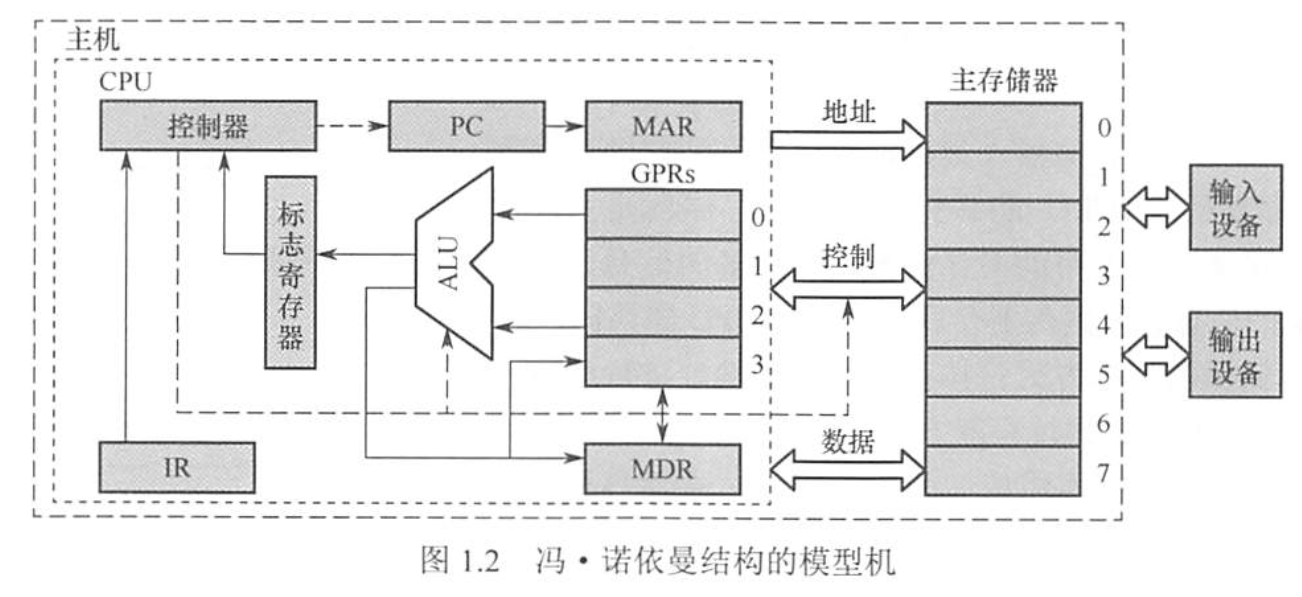 主机
CPU
控制器
PC
MAR
地址
主存储器
GPRs
标志寄存器
ALU
0
1
2
3
控制
数据
IR
MDR
0
1
2
3
4
5
6
7
输入
设备
输出
设备
图 1.2 冯·诺依曼结构的模型机